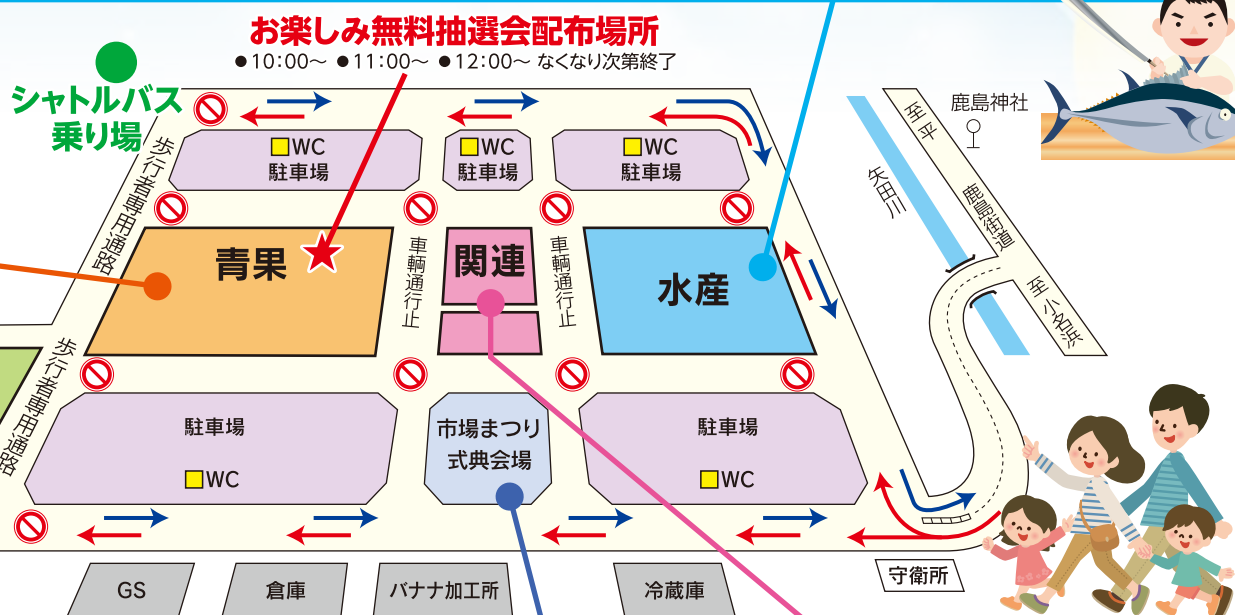 お楽しみ無料抽選会配布場所
●10:00～ ●11:00～ ●12:00～ なくなり次第終了
シャトルバス
乗り場
歩行者専用通路
WC
駐車場
WC
駐車場
WC
駐車場
鹿島神社
至平
鹿島街道
至小名浜
矢田川
青果
車輌通行止
関連
車輌通行止
水産
歩行者専用通路
駐車場
WC
市場まつり
式典会場
駐車場
WC
GS
倉庫
バナナ加工所
冷蔵庫
守衛所